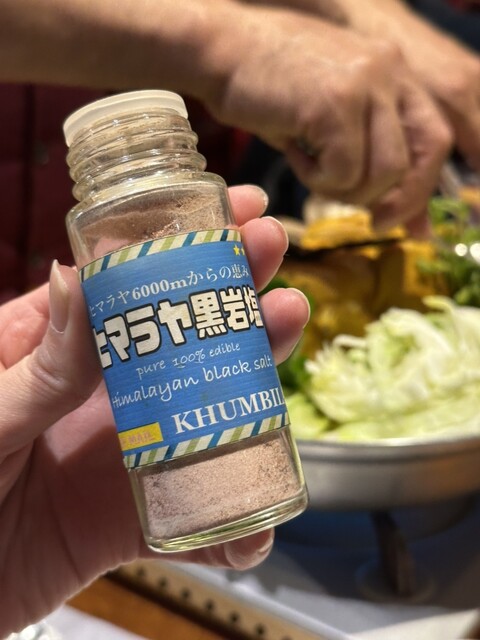 ヒマラヤ6000mからの恵み
ヒマラヤ黒岩塩
pure 100% edible
Himalayan black salt
KHUMBIL